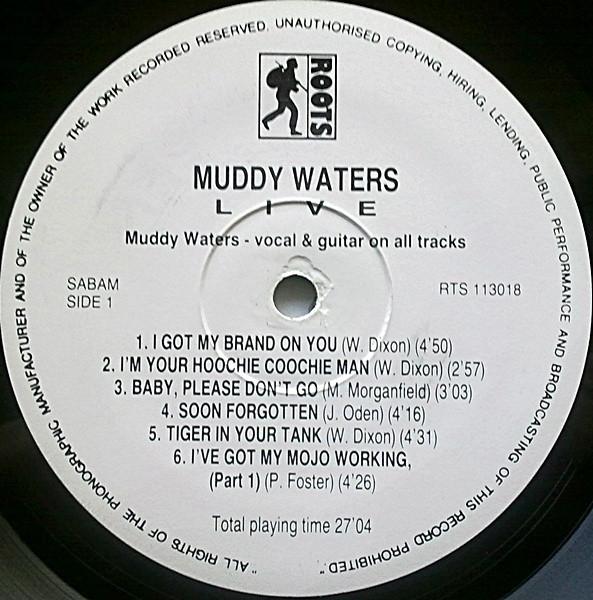 "ALL RIGHTS OF THE PHONOGRAPHIC MANUFACTURER AND OF THE OWNER OF THE WORK RECORDED RESERVED. UNAUTHORISED COPYING, HIRING, LENDING, PUBLIC PERFORMANCE AND BROADCASTING OF THIS RECORD PROHIBITED."
ROOTS
MUDDY WATERS
LIVE
Muddy Waters - vocal & guitar on all tracks
SABAM
SIDE 1
RTS 113018
1. I GOT MY BRAND ON YOU (W. Dixon) (4'50)
2. I'M YOUR HOOCHIE COOCHIE MAN (W. Dixon) (2'57)
3. BABY, PLEASE DON'T GO (M. Morganfield) (3'03)
4. SOON FORGOTTEN (J. Oden) (4'16)
5. TIGER IN YOUR TANK (W. Dixon) (4'31)
6. I'VE GOT MY MOJO WORKING,
(Part 1) (P. Foster) (4'26)
Total playing time 27'04